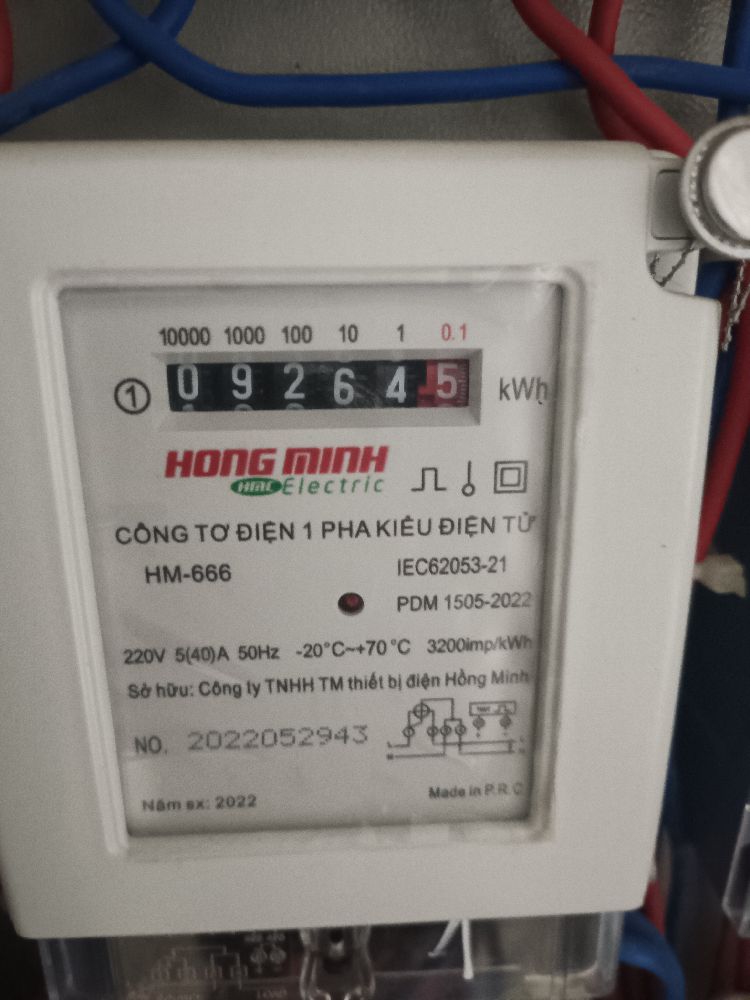 10000 1000 100 10 1 0.1
1 0 9 2 6 4 5 kWh
HONG MINH
HMC Electric
CÔNG TƠ ĐIỆN 1 PHA KIỂU ĐIỆN TỬ
HM-666 IEC62053-21
PDM 1505-2022
220V 5(40)A 50Hz -20°C~+70°C 3200imp/kWh
Sở hữu: Công ty TNHH TM thiết bị điện Hồng Minh
NO. 2022052943
Năm sx: 2022 Made in P.R.C